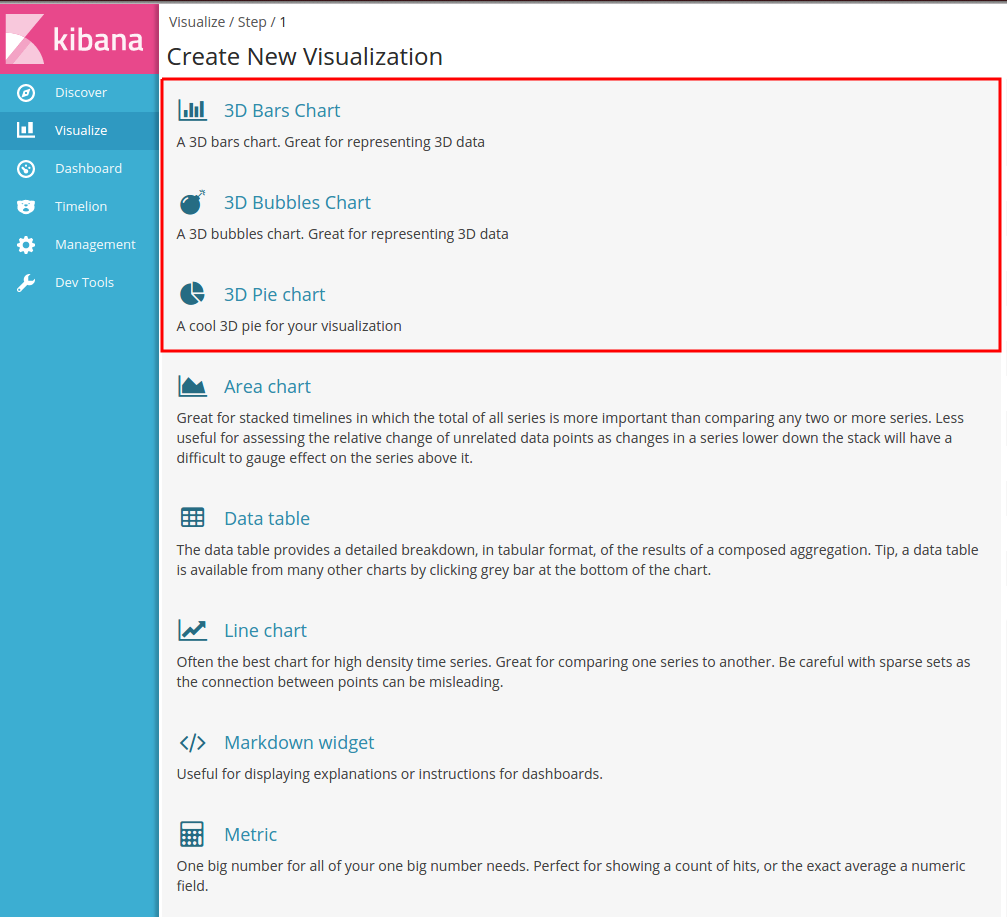 kibana
Discover
Visualize
Dashboard
Timelion
Management
Dev Tools
Visualize / Step / 1
Create New Visualization
3D Bars Chart
A 3D bars chart. Great for representing 3D data
3D Bubbles Chart
A 3D bubbles chart. Great for representing 3D data
3D Pie chart
A cool 3D pie for your visualization
Area chart
Great for stacked timelines in which the total of all series is more important than comparing any two or more series. Less
useful for assessing the relative change of unrelated data points as changes in a series lower down the stack will have a
difficult to gauge effect on the series above it.
Data table
The data table provides a detailed breakdown, in tabular format, of the results of a composed aggregation. Tip, a data table
is available from many other charts by clicking grey bar at the bottom of the chart.
Line chart
Often the best chart for high density time series. Great for comparing one series to another. Be careful with sparse sets as
the connection between points can be misleading.
Markdown widget
Useful for displaying explanations or instructions for dashboards.
Metric
One big number for all of your one big number needs. Perfect for showing a count of hits, or the exact average a numeric
field.